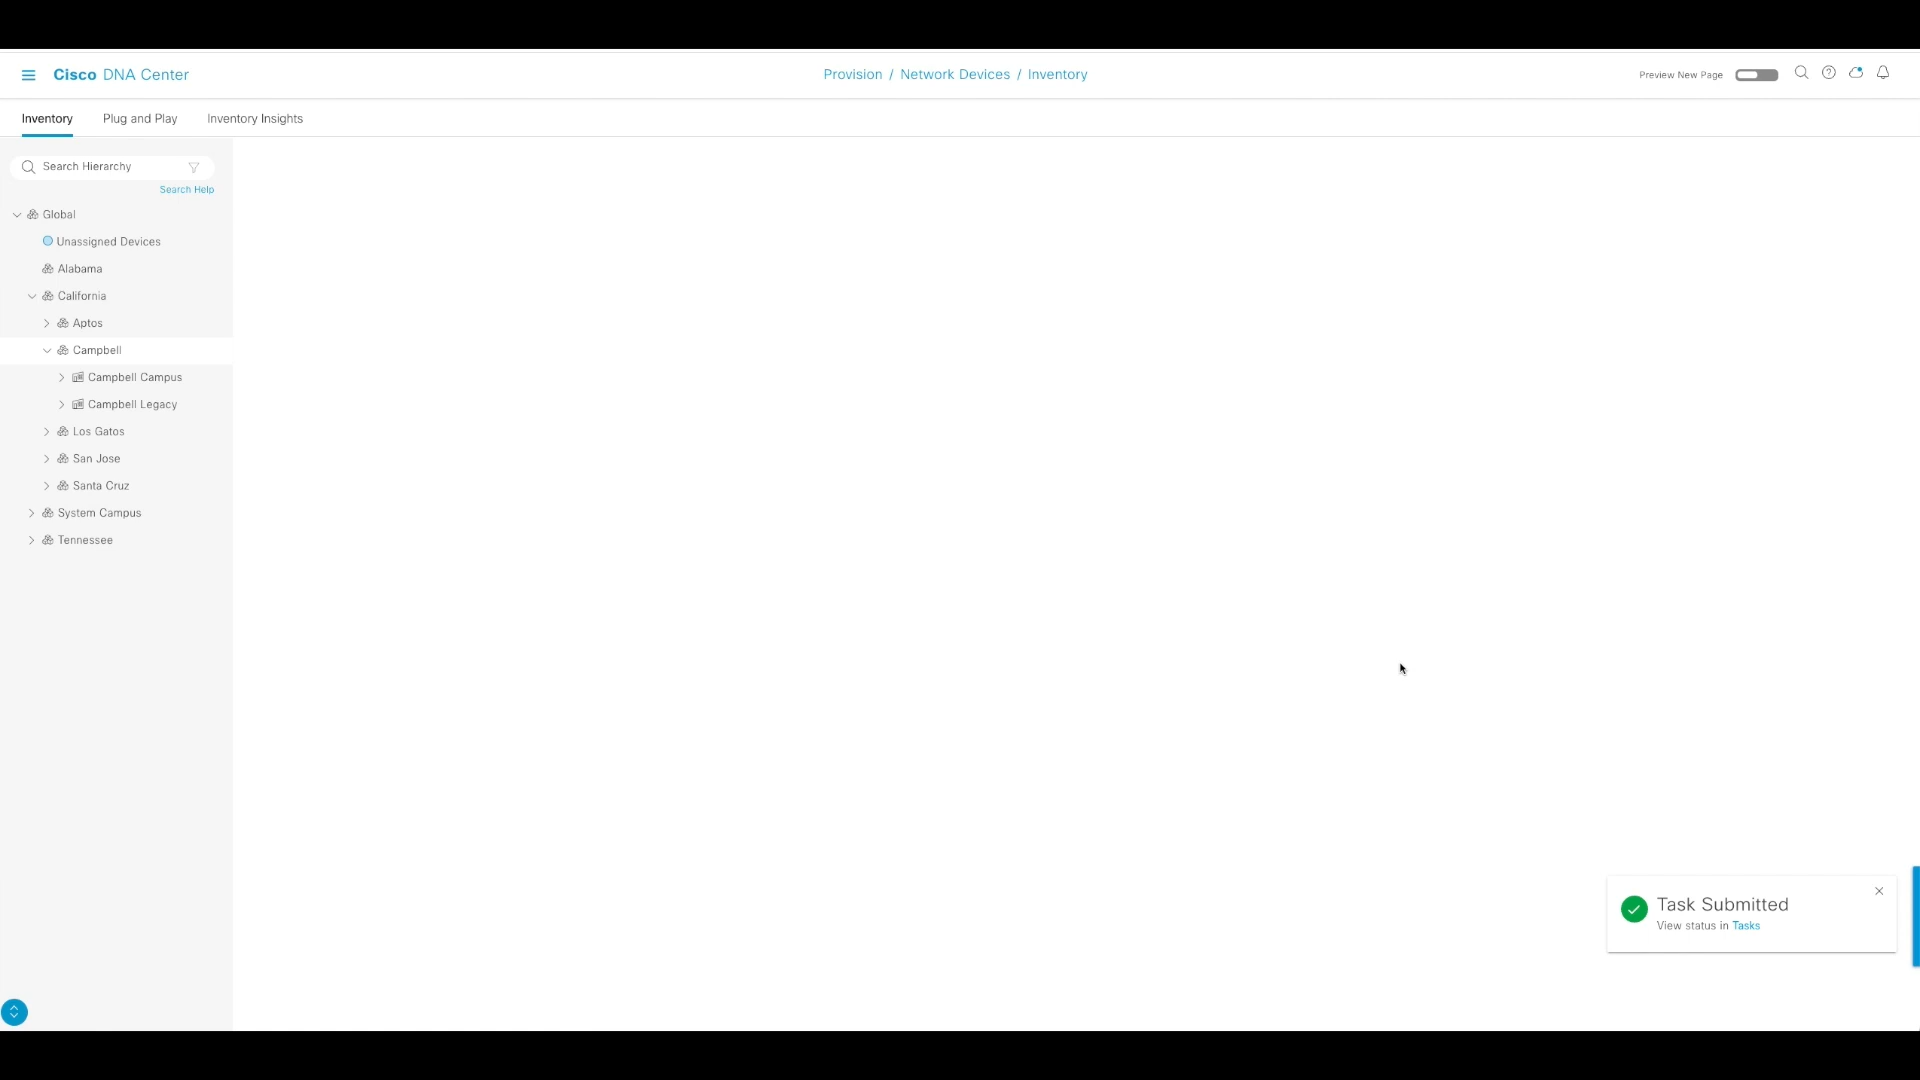 Cisco DNA Center
Provision / Network Devices / Inventory
Preview New Page
Inventory
Plug and Play
Inventory Insights
Search Hierarchy
Search Help
Global
Unassigned Devices
Alabama
California
Aptos
Campbell
Campbell Campus
Campbell Legacy
Los Gatos
San Jose
Santa Cruz
System Campus
Tennessee
Task Submitted
View status in Tasks